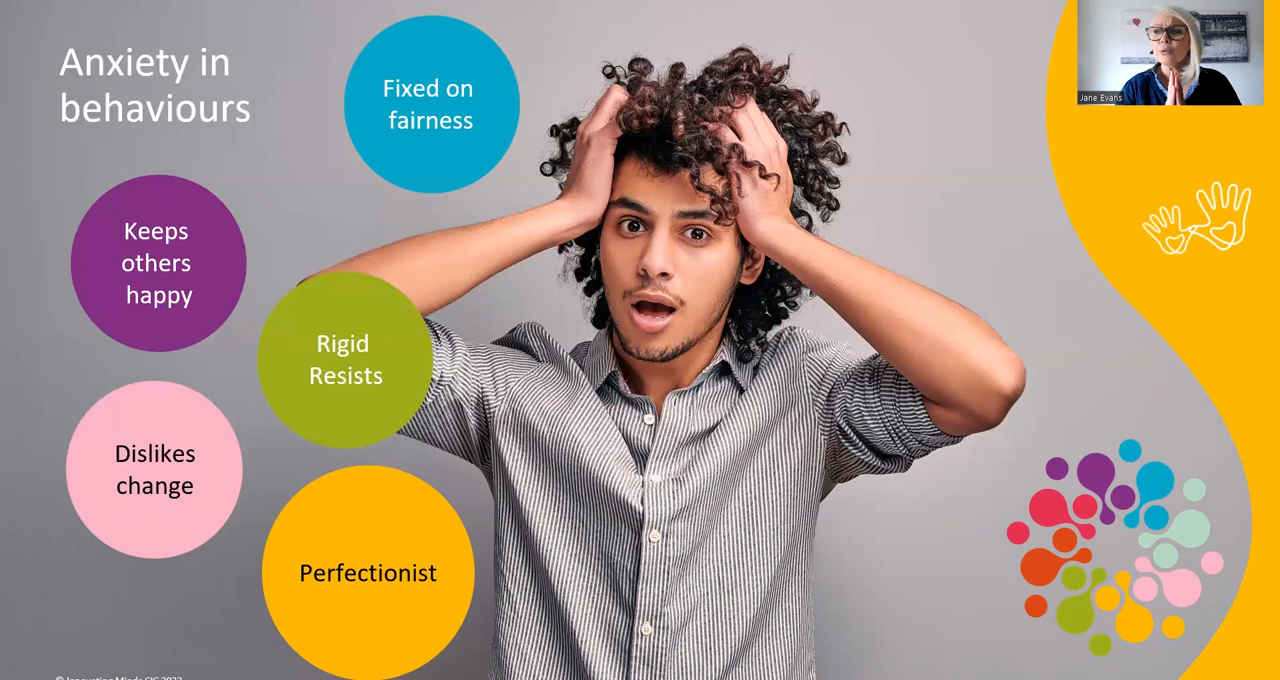 Anxiety in
behaviours
Fixed on
fairness
Keeps
others
happy
Rigid
Resists
Dislikes
change
Perfectionist
Jane Evans